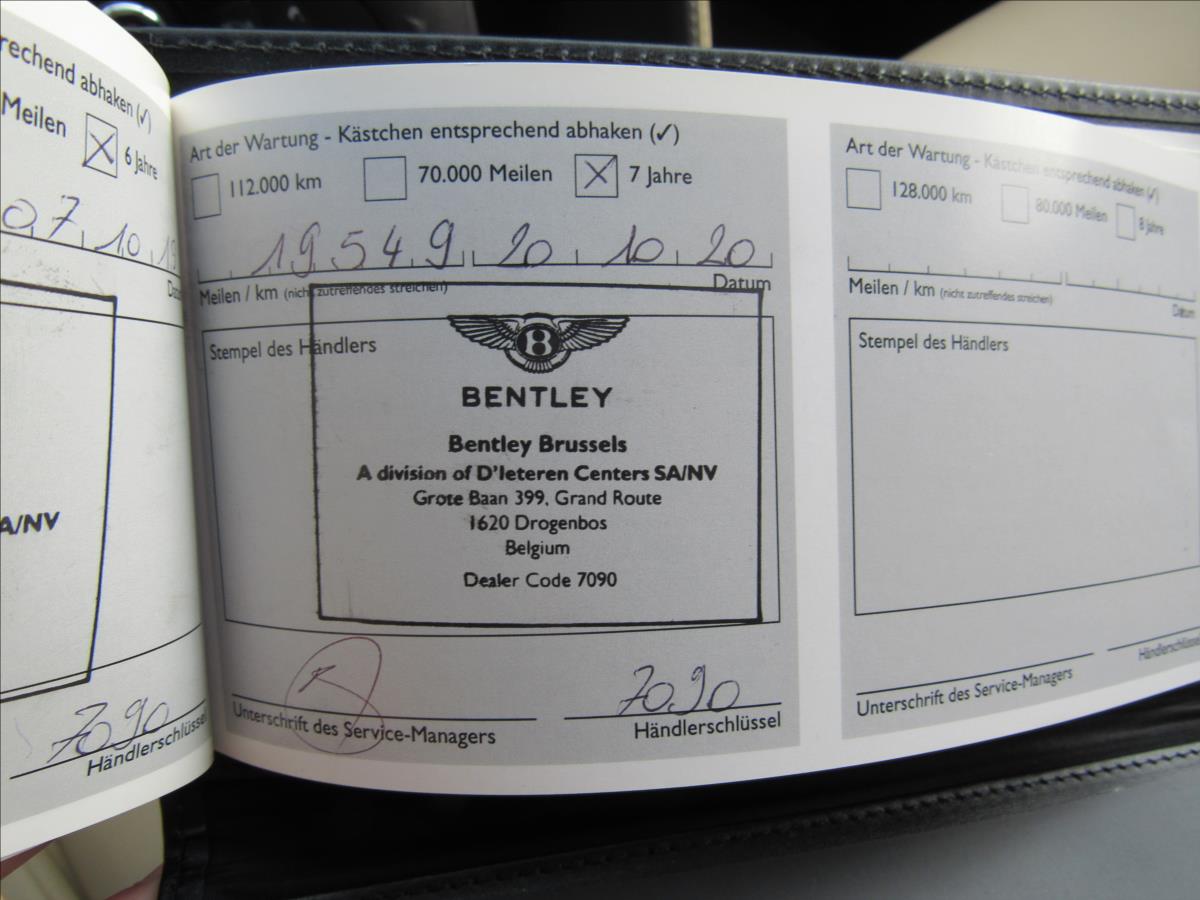 rechend abhaken (✓)
Meilen ☒ 6 Jahre
07 10 19
SA/NV
7090
Händlerschlüssel
Art der Wartung - Kästchen entsprechend abhaken (✓)
☐ 112.000 km ☐ 70.000 Meilen ☒ 7 Jahre
19549 20 10 20
Meilen / km (nicht zutreffendes streichen) Datum
Stempel des Händlers
B
BENTLEY
Bentley Brussels
A division of D'Ieteren Centers SA/NV
Grote Baan 399, Grand Route
1620 Drogenbos
Belgium
Dealer Code 7090
7090
Unterschrift des Service-Managers Händlerschlüssel
Art der Wartung - Kästchen entsprechend abhaken (✓)
☐ 128.000 km ☐ 80.000 Meilen ☐ 8 Jahre
Meilen / km (nicht zutreffendes streichen) Datum
Stempel des Händlers
Unterschrift des Service-Managers Händlerschlüssel